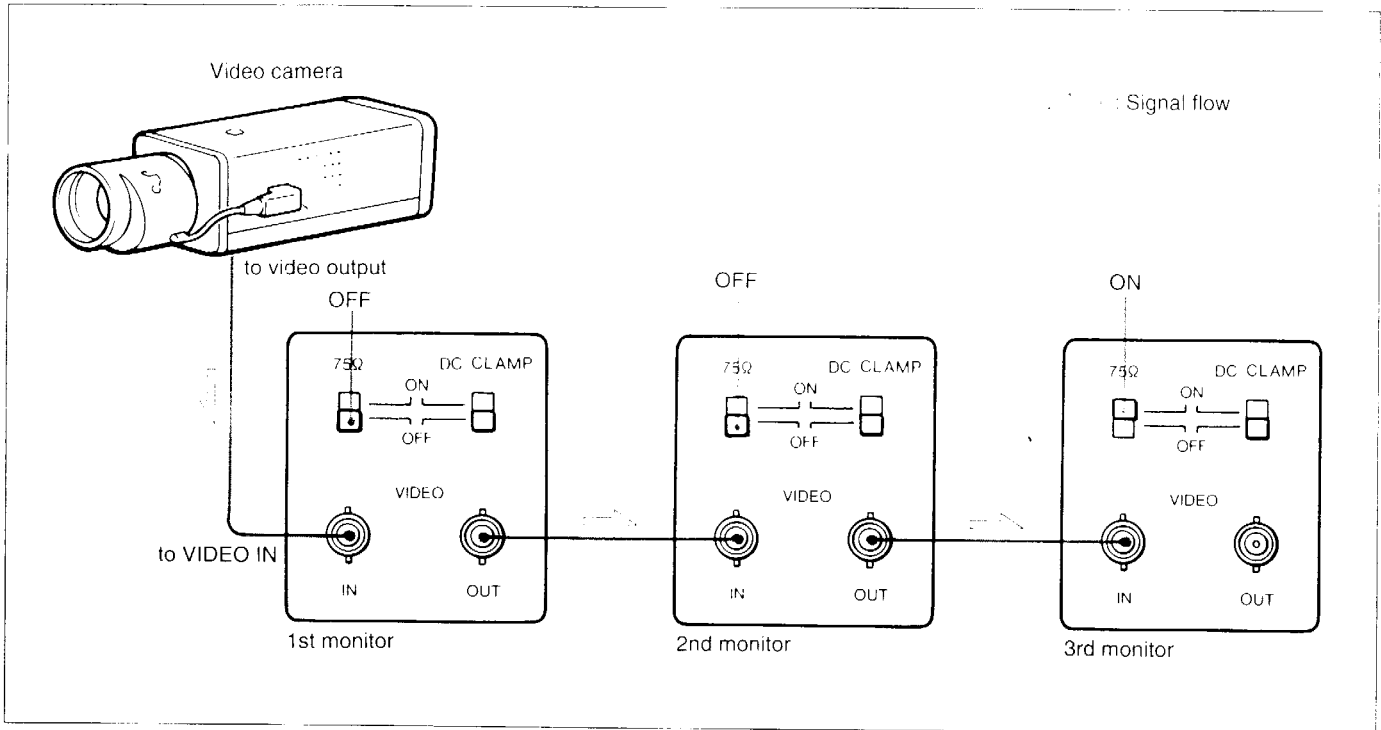 Video camera
: Signal flow
to video output
OFF
OFF
ON
75Ω
DC CLAMP
ON
OFF
VIDEO
IN
OUT
to VIDEO IN
1st monitor
75Ω
DC CLAMP
ON
OFF
VIDEO
IN
OUT
2nd monitor
75Ω
DC CLAMP
ON
OFF
VIDEO
IN
OUT
3rd monitor